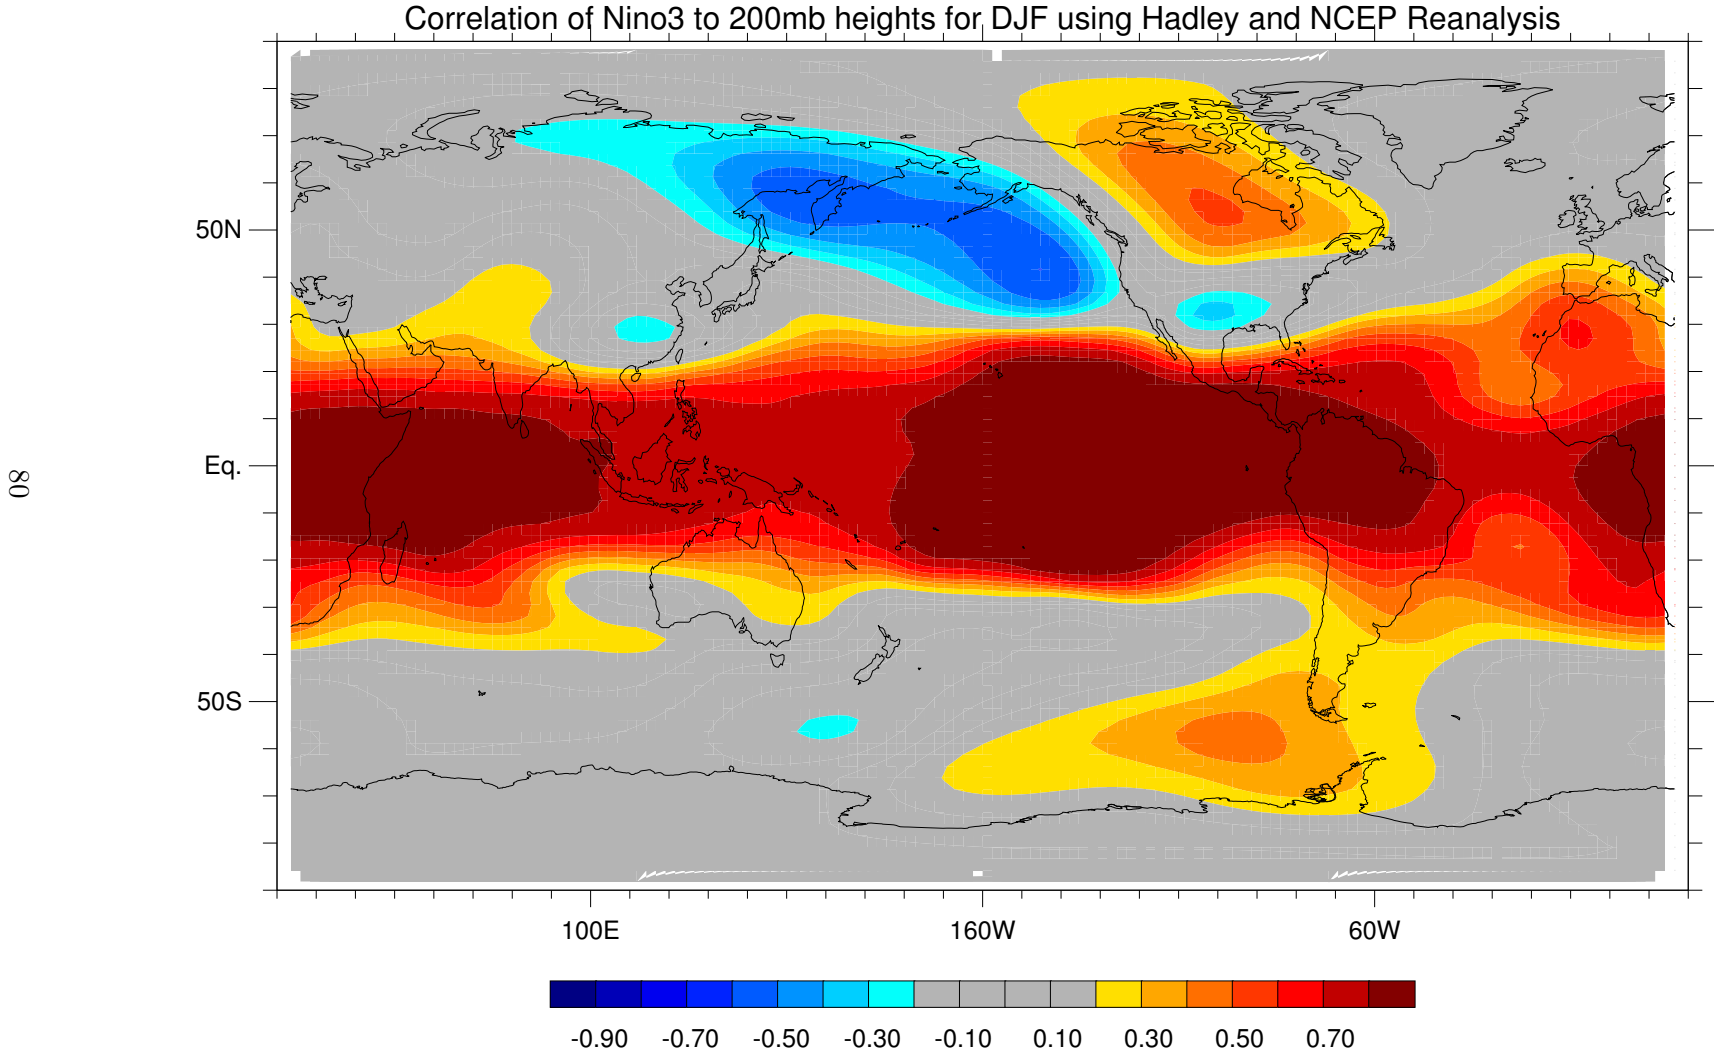 Correlation of Nino3 to 200mb heights for DJF using Hadley and NCEP Reanalysis
50N
Eq.
50S
80
100E 160W 60W
-0.90 -0.70 -0.50 -0.30 -0.10 0.10 0.30 0.50 0.70